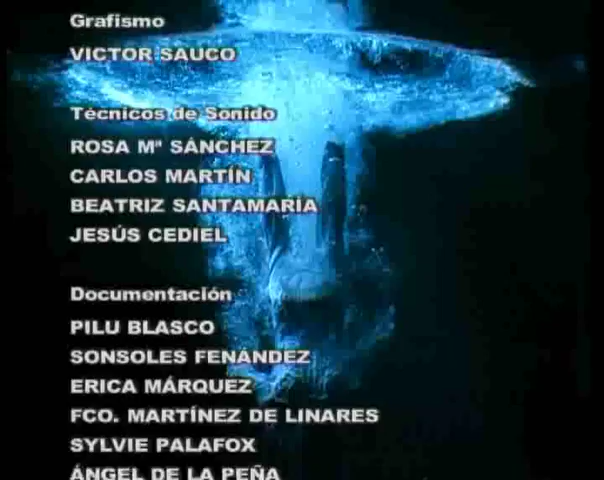 Grafismo
VICTOR SAUCO
Técnicos de Sonido
ROSA Mª SÁNCHEZ
CARLOS MARTÍN
BEATRIZ SANTAMARÍA
JESÚS CEDIEL
Documentación
PILU BLASCO
SONSOLES FENÁNDEZ
ERICA MÁRQUEZ
FCO. MARTÍNEZ DE LINARES
SYLVIE PALAFOX
ÁNGEL DE LA PEÑA